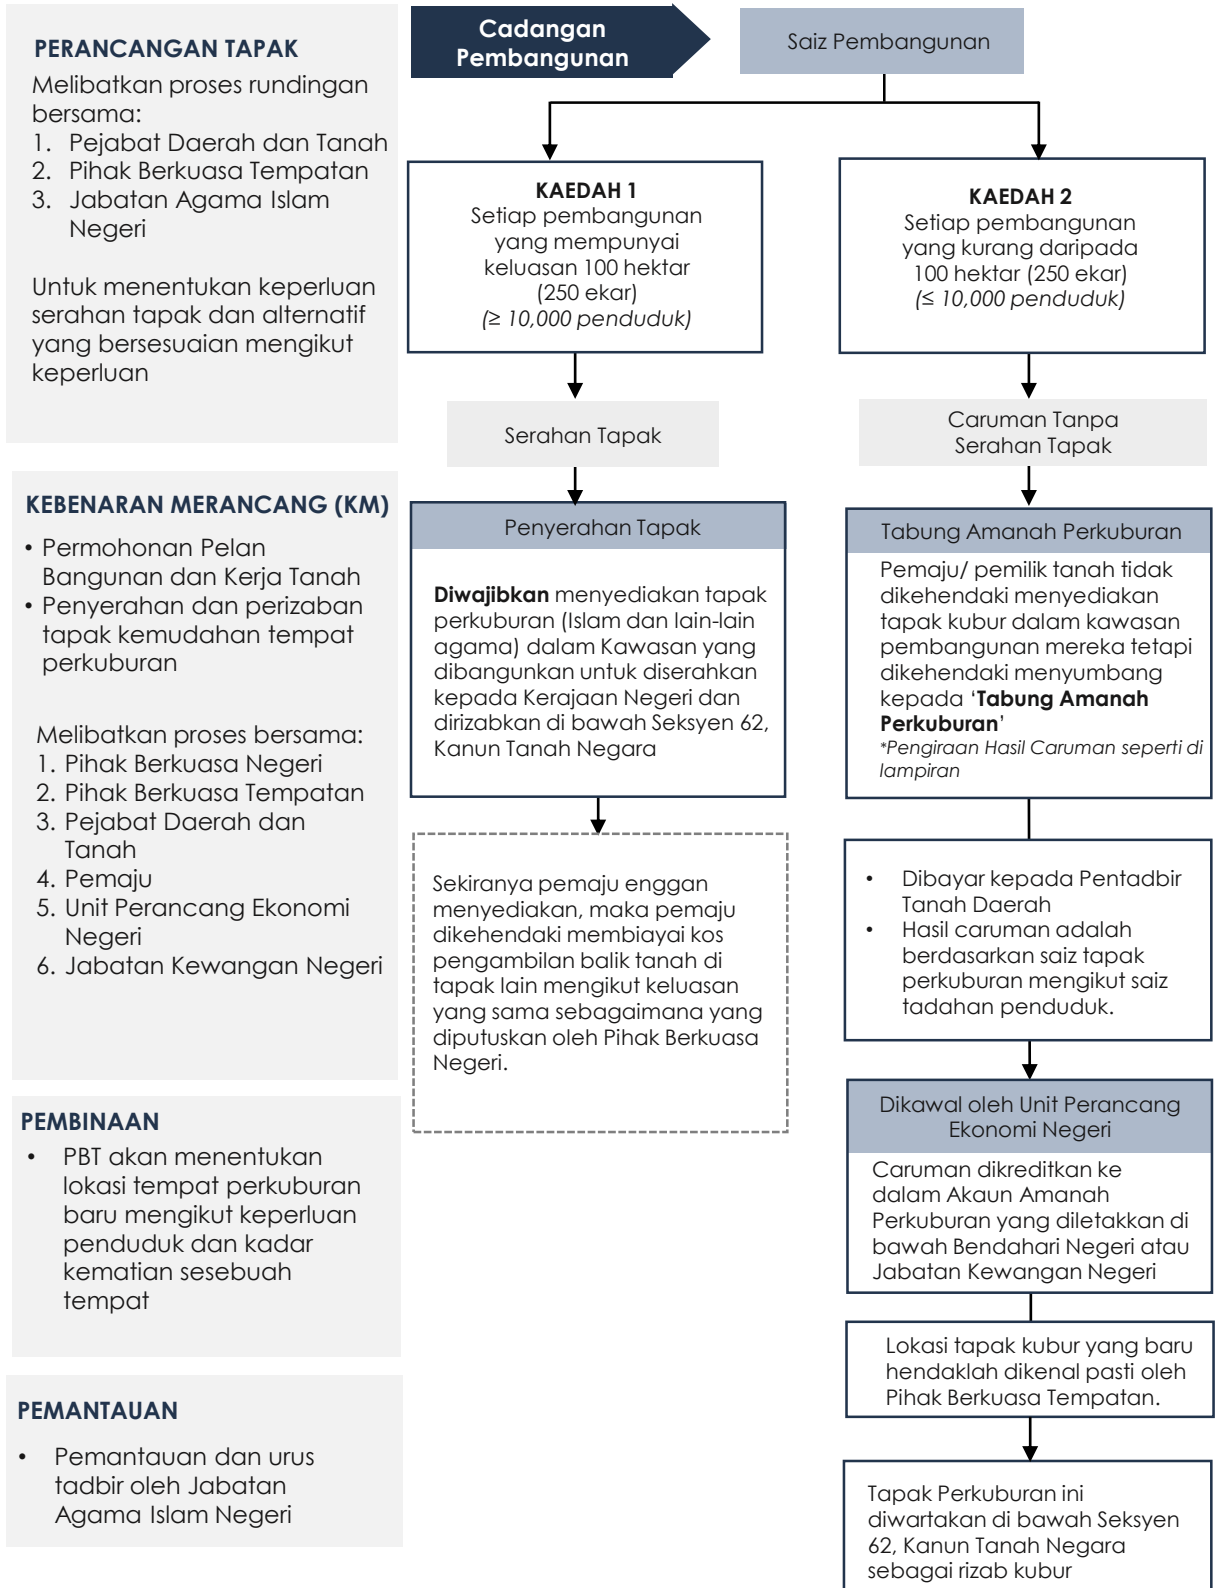 PERANCANGAN TAPAK
Melibatkan proses rundingan
bersama:
1. Pejabat Daerah dan Tanah
2. Pihak Berkuasa Tempatan
3. Jabatan Agama Islam
Negeri
Untuk menentukan keperluan
serahan tapak dan alternatif
yang bersesuaian mengikut
keperluan
KEBENARAN MERANCANG (KM)
• Permohonan Pelan
Bangunan dan Kerja Tanah
• Penyerahan dan perizaban
tapak kemudahan tempat
perkuburan
Melibatkan proses bersama:
1. Pihak Berkuasa Negeri
2. Pihak Berkuasa Tempatan
3. Pejabat Daerah dan
Tanah
4. Pemaju
5. Unit Perancang Ekonomi
Negeri
6. Jabatan Kewangan Negeri
PEMBINAAN
• PBT akan menentukan
lokasi tempat perkuburan
baru mengikut keperluan
penduduk dan kadar
kematian sesebuah
tempat
PEMANTAUAN
• Pemantauan dan urus
tadbir oleh Jabatan
Agama Islam Negeri
Cadangan
Pembangunan
Saiz Pembangunan
KAEDAH 1
Setiap pembangunan
yang mempunyai
keluasan 100 hektar
(250 ekar)
(≥ 10,000 penduduk)
Serahan Tapak
Penyerahan Tapak
Diwajibkan menyediakan tapak
perkuburan (Islam dan lain-lain
agama) dalam Kawasan yang
dibangunkan untuk diserahkan
kepada Kerajaan Negeri dan
dirizabkan di bawah Seksyen 62,
Kanun Tanah Negara
Sekiranya pemaju enggan
menyediakan, maka pemaju
dikehendaki membiayai kos
pengambilan balik tanah di
tapak lain mengikut keluasan
yang sama sebagaimana yang
diputuskan oleh Pihak Berkuasa
Negeri.
KAEDAH 2
Setiap pembangunan
yang kurang daripada
100 hektar (250 ekar)
(≤ 10,000 penduduk)
Caruman Tanpa
Serahan Tapak
Tabung Amanah Perkuburan
Pemaju/ pemilik tanah tidak
dikehendaki menyediakan
tapak kubur dalam kawasan
pembangunan mereka tetapi
dikehendaki menyumbang
kepada ‘Tabung Amanah
Perkuburan’
*Pengiraan Hasil Caruman seperti di
lampiran
• Dibayar kepada Pentadbir
Tanah Daerah
• Hasil caruman adalah
berdasarkan saiz tapak
perkuburan mengikut saiz
tadahan penduduk.
Dikawal oleh Unit Perancang
Ekonomi Negeri
Caruman dikreditkan ke
dalam Akaun Amanah
Perkuburan yang diletakkan di
bawah Bendahari Negeri atau
Jabatan Kewangan Negeri
Lokasi tapak kubur yang baru
hendaklah dikenal pasti oleh
Pihak Berkuasa Tempatan.
Tapak Perkuburan ini
diwartakan di bawah Seksyen
62, Kanun Tanah Negara
sebagai rizab kubur